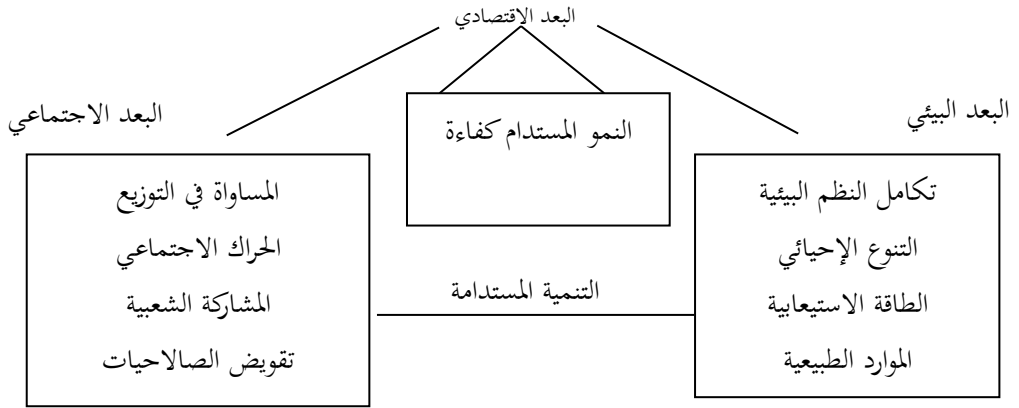 البعد الاقتصادي
البعد البيئي
البعد الاجتماعي
النمو المستدام كفاءة
تكامل النظم البيئية
التنوع الإحيائي
الطاقة الاستيعابية
الموارد الطبيعية
المساواة في التوزيع
الحراك الاجتماعي
المشاركة الشعبية
تقويض الصالاحيات
التنمية المستدامة